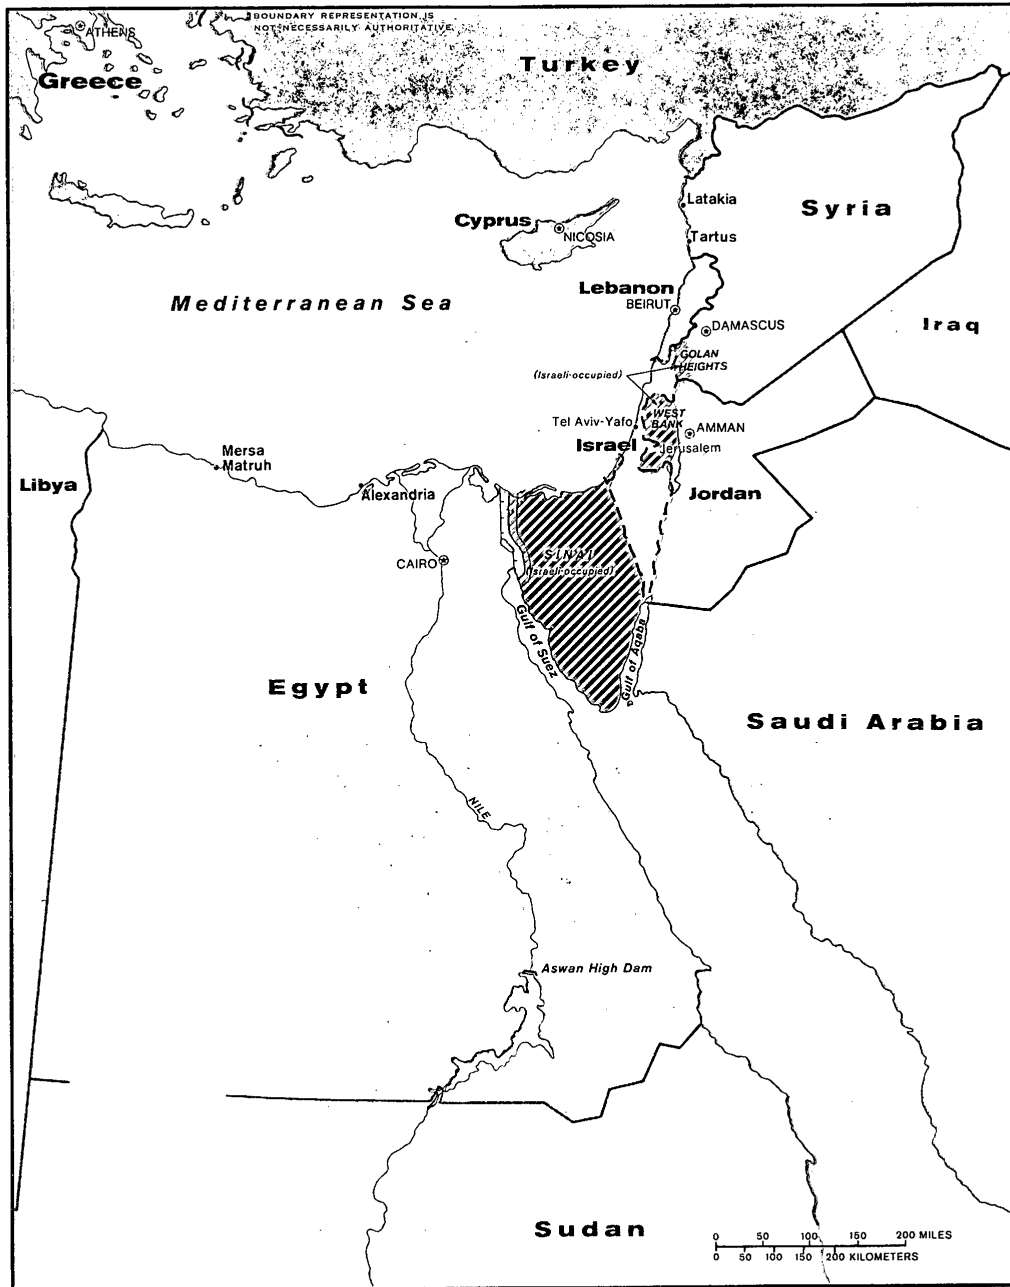 BOUNDARY REPRESENTATION IS
NOT NECESSARILY AUTHORITATIVE
ATHENS
Greece
Turkey
Latakia
Syria
Cyprus
NICOSIA
Tartus
Lebanon
BEIRUT
Mediterranean Sea
DAMASCUS
Iraq
GOLAN
HEIGHTS
(Israeli-occupied)
WEST
BANK
Tel Aviv-Yafo
AMMAN
Israel
Jerusalem
Mersa
Matruh
Libya
Alexandria
Jordan
CAIRO
SINAI
(Israeli-occupied)
Gulf of Suez
Gulf of Aqaba
Egypt
Saudi Arabia
NILE
Aswan High Dam
Sudan
0 50 100 150 200 MILES
0 50 100 150 200 KILOMETERS